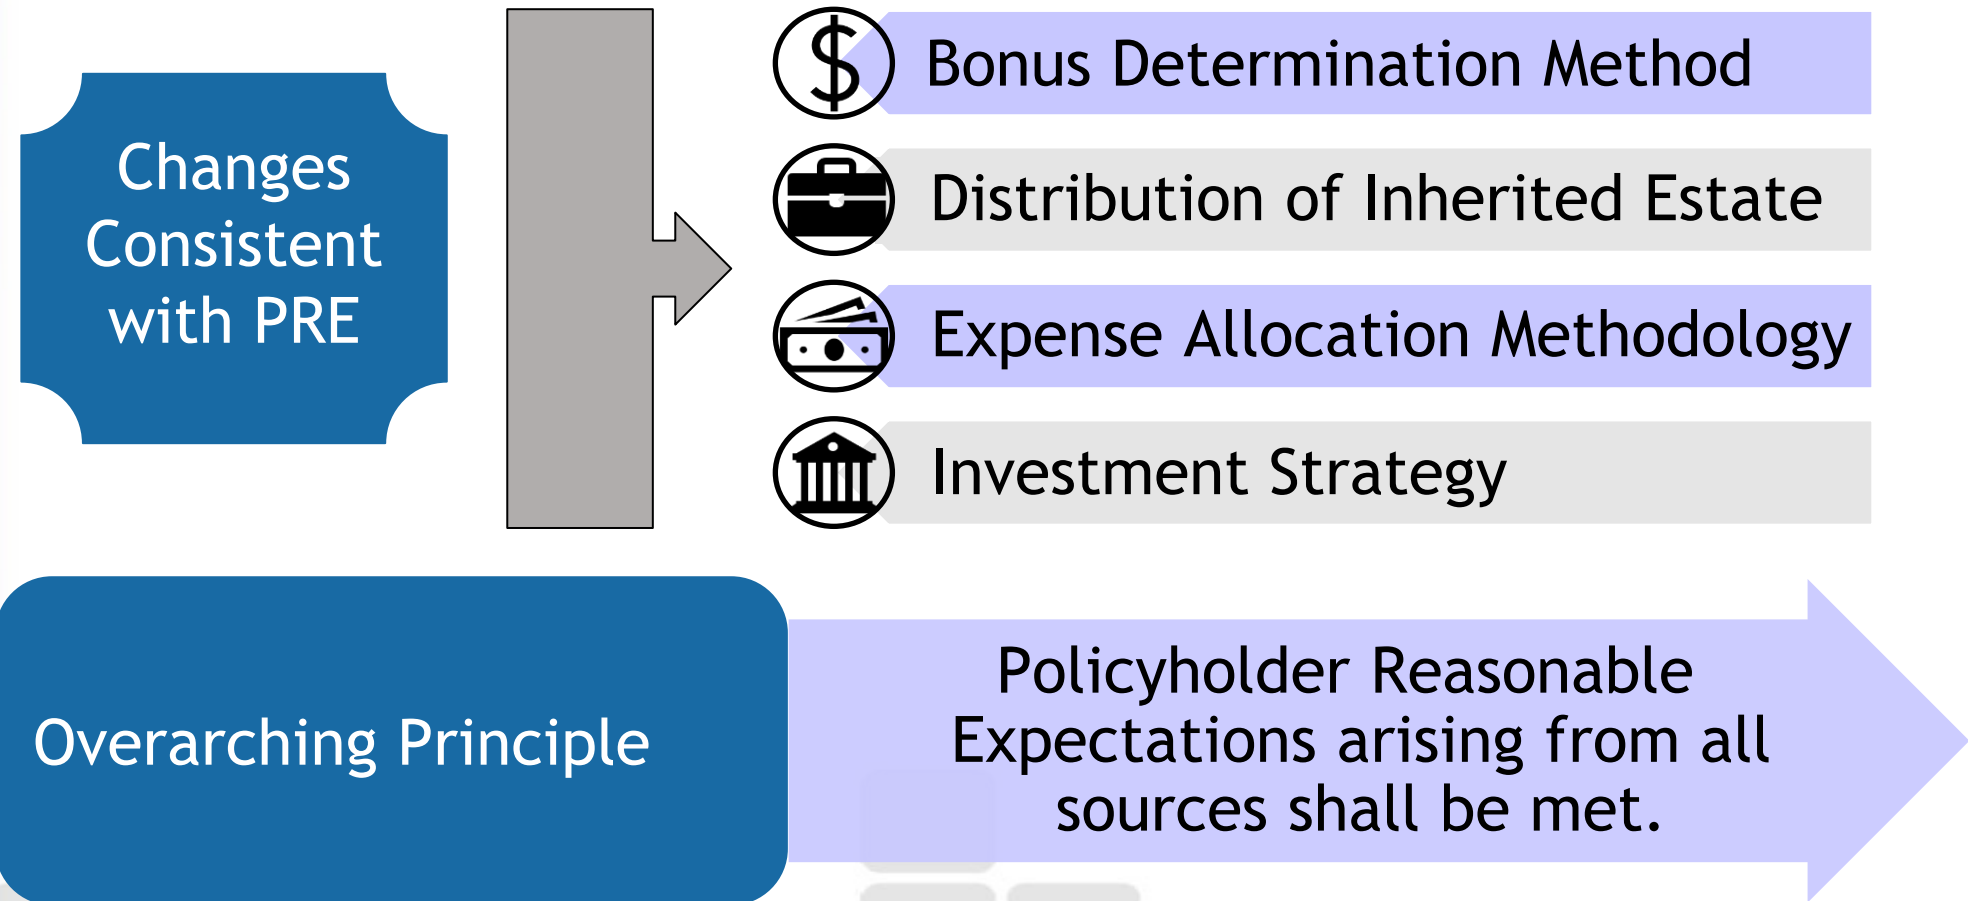 Changes
Consistent
with PRE
Bonus Determination Method
Distribution of Inherited Estate
Expense Allocation Methodology
Investment Strategy
Overarching Principle
Policyholder Reasonable
Expectations arising from all
sources shall be met.